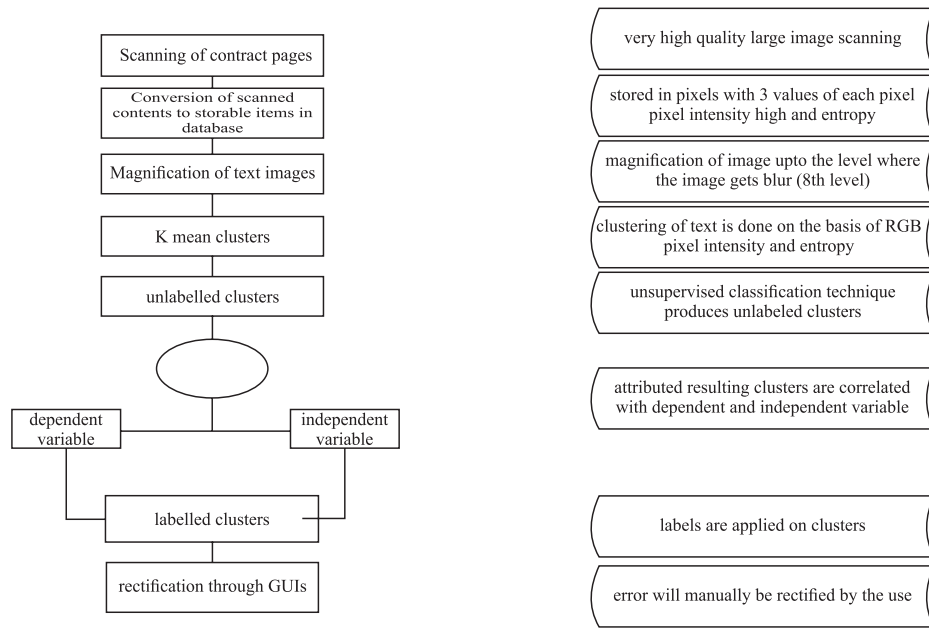 Scanning of contract pages
Conversion of scanned
contents to storable items in
database
Magnification of text images
K mean clusters
unlabelled clusters
dependent
variable
independent
variable
labelled clusters
rectification through GUIs
very high quality large image scanning
stored in pixels with 3 values of each pixel
pixel intensity high and entropy
magnification of image upto the level where
the image gets blur (8th level)
clustering of text is done on the basis of RGB
pixel intensity and entropy
unsupervised classification technique
produces unlabeled clusters
attributed resulting clusters are correlated
with dependent and independent variable
labels are applied on clusters
error will manually be rectified by the use